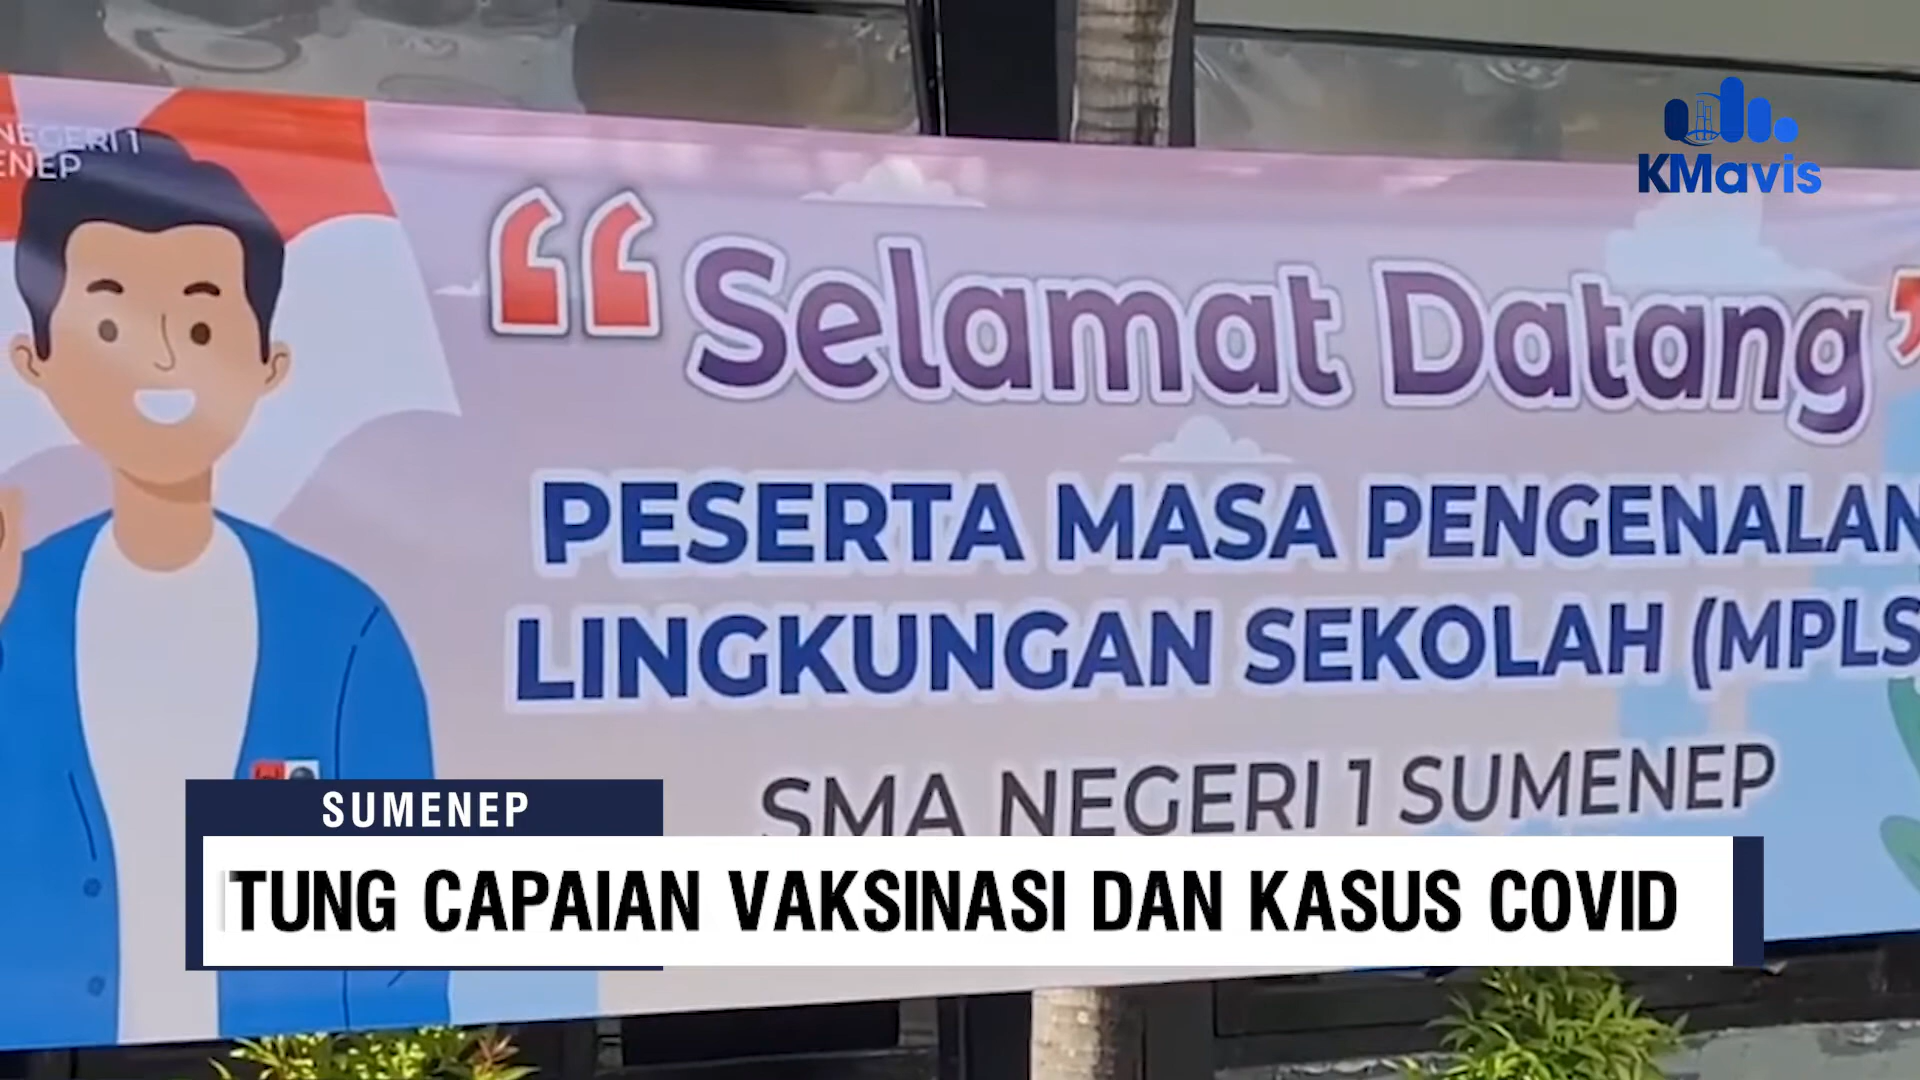 NEGERI 1
KMavis
“Selamat Datang”
PESERTA MASA PENGENALAN
LINGKUNGAN SEKOLAH (MPLS
SMA NEGERI 1 SUMENEP
SUMENEP
TUNG CAPAIAN VAKSINASI DAN KASUS COVID